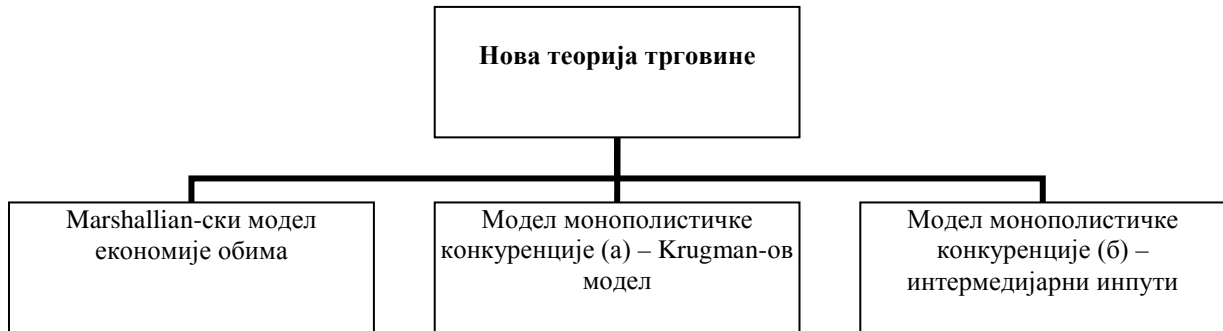 Нова теорија трговине
Marshallian-ски модел
економије обима
Модел монополистичке
конкуренције (а) – Krugman-ов
модел
Модел монополистичке
конкуренције (б) –
интермедијарни инпути